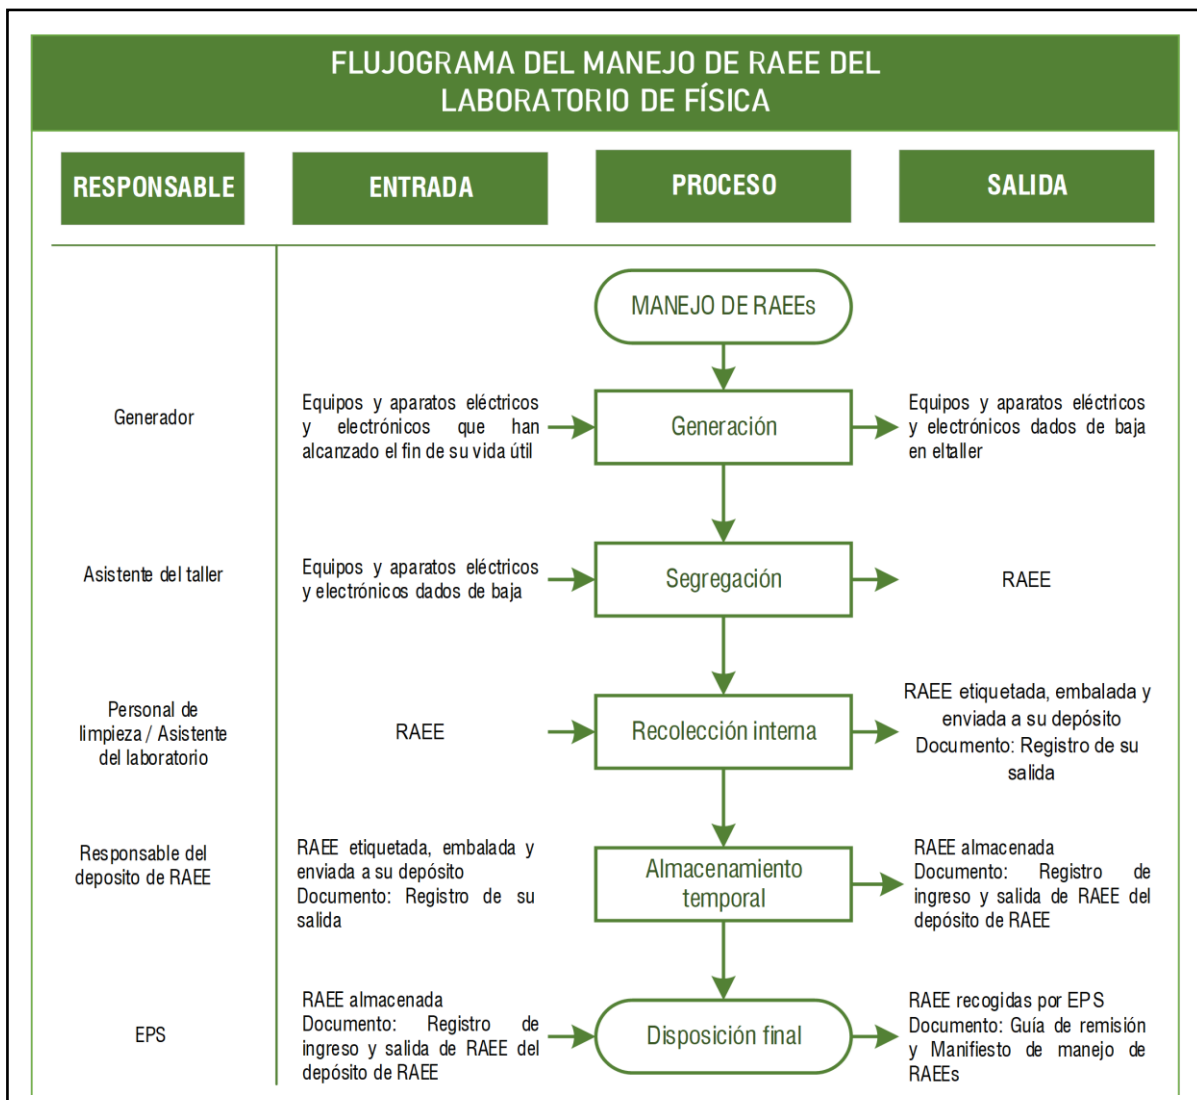 FLUJOGRAMA DEL MANEJO DE RAEE DEL
LABORATORIO DE FÍSICA
RESPONSABLE
ENTRADA
PROCESO
SALIDA
MANEJO DE RAEEs
Generador
Equipos y aparatos eléctricos
y electrónicos que han
alcanzado el fin de su vida útil
Generación
Equipos y aparatos eléctricos
y electrónicos dados de baja
en eltaller
Asistente del taller
Equipos y aparatos eléctricos
y electrónicos dados de baja
Segregación
RAEE
Personal de
limpieza / Asistente
del laboratorio
RAEE
Recolección interna
RAEE etiquetada, embalada y
enviada a su depósito
Documento: Registro de su
salida
Responsable del
deposito de RAEE
RAEE etiquetada, embalada y
enviada a su depósito
Documento: Registro de su
salida
Almacenamiento
temporal
RAEE almacenada
Documento: Registro de
ingreso y salida de RAEE del
depósito de RAEE
EPS
RAEE almacenada
Documento: Registro de
ingreso y salida de RAEE del
depósito de RAEE
Disposición final
RAEE recogidas por EPS
Documento: Guía de remisión
y Manifiesto de manejo de
RAEEs